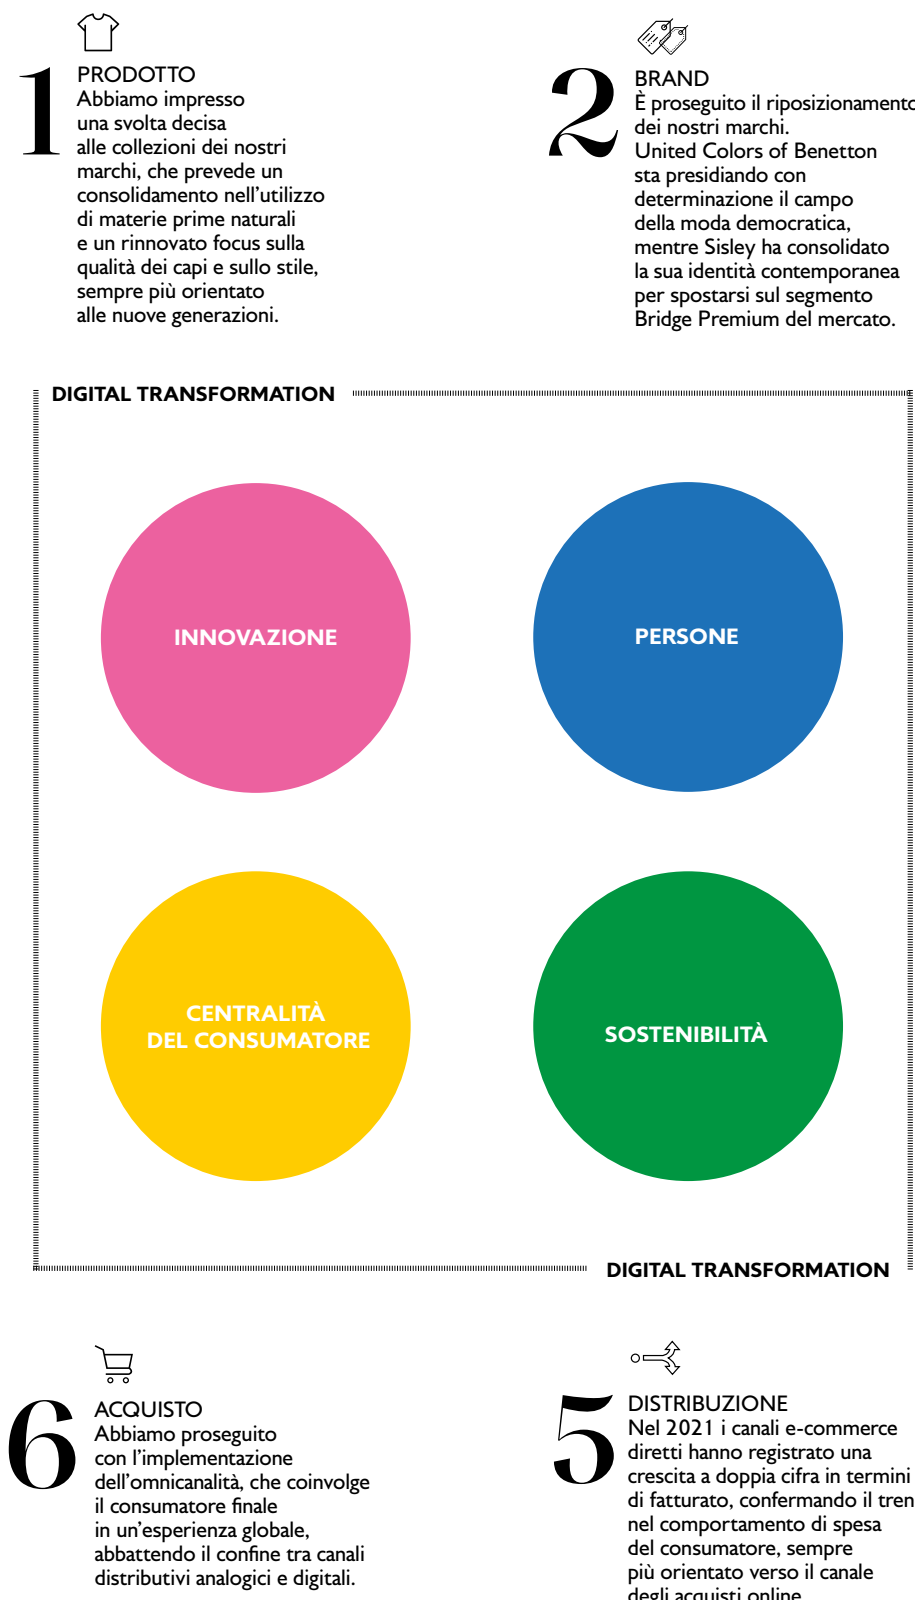 1
PRODOTTO
Abbiamo impresso
una svolta decisa
alle collezioni dei nostri
marchi, che prevede un
consolidamento nell'utilizzo
di materie prime naturali
e un rinnovato focus sulla
qualità dei capi e sullo stile,
sempre più orientato
alle nuove generazioni.
2
BRAND
È proseguito il riposizionamento
dei nostri marchi.
United Colors of Benetton
sta presidiando con
determinazione il campo
della moda democratica,
mentre Sisley ha consolidato
la sua identità contemporanea
per spostarsi sul segmento
Bridge Premium del mercato.
DIGITAL TRANSFORMATION
INNOVAZIONE
PERSONE
CENTRALITÀ
DEL CONSUMATORE
SOSTENIBILITÀ
DIGITAL TRANSFORMATION
6
ACQUISTO
Abbiamo proseguito
con l'implementazione
dell'omnicanalità, che coinvolge
il consumatore finale
in un'esperienza globale,
abbattendo il confine tra canali
distributivi analogici e digitali.
5
DISTRIBUZIONE
Nel 2021 i canali e-commerce
diretti hanno registrato una
crescita a doppia cifra in termini
di fatturato, confermando il tren
nel comportamento di spesa
del consumatore, sempre
più orientato verso il canale
degli acquisti online